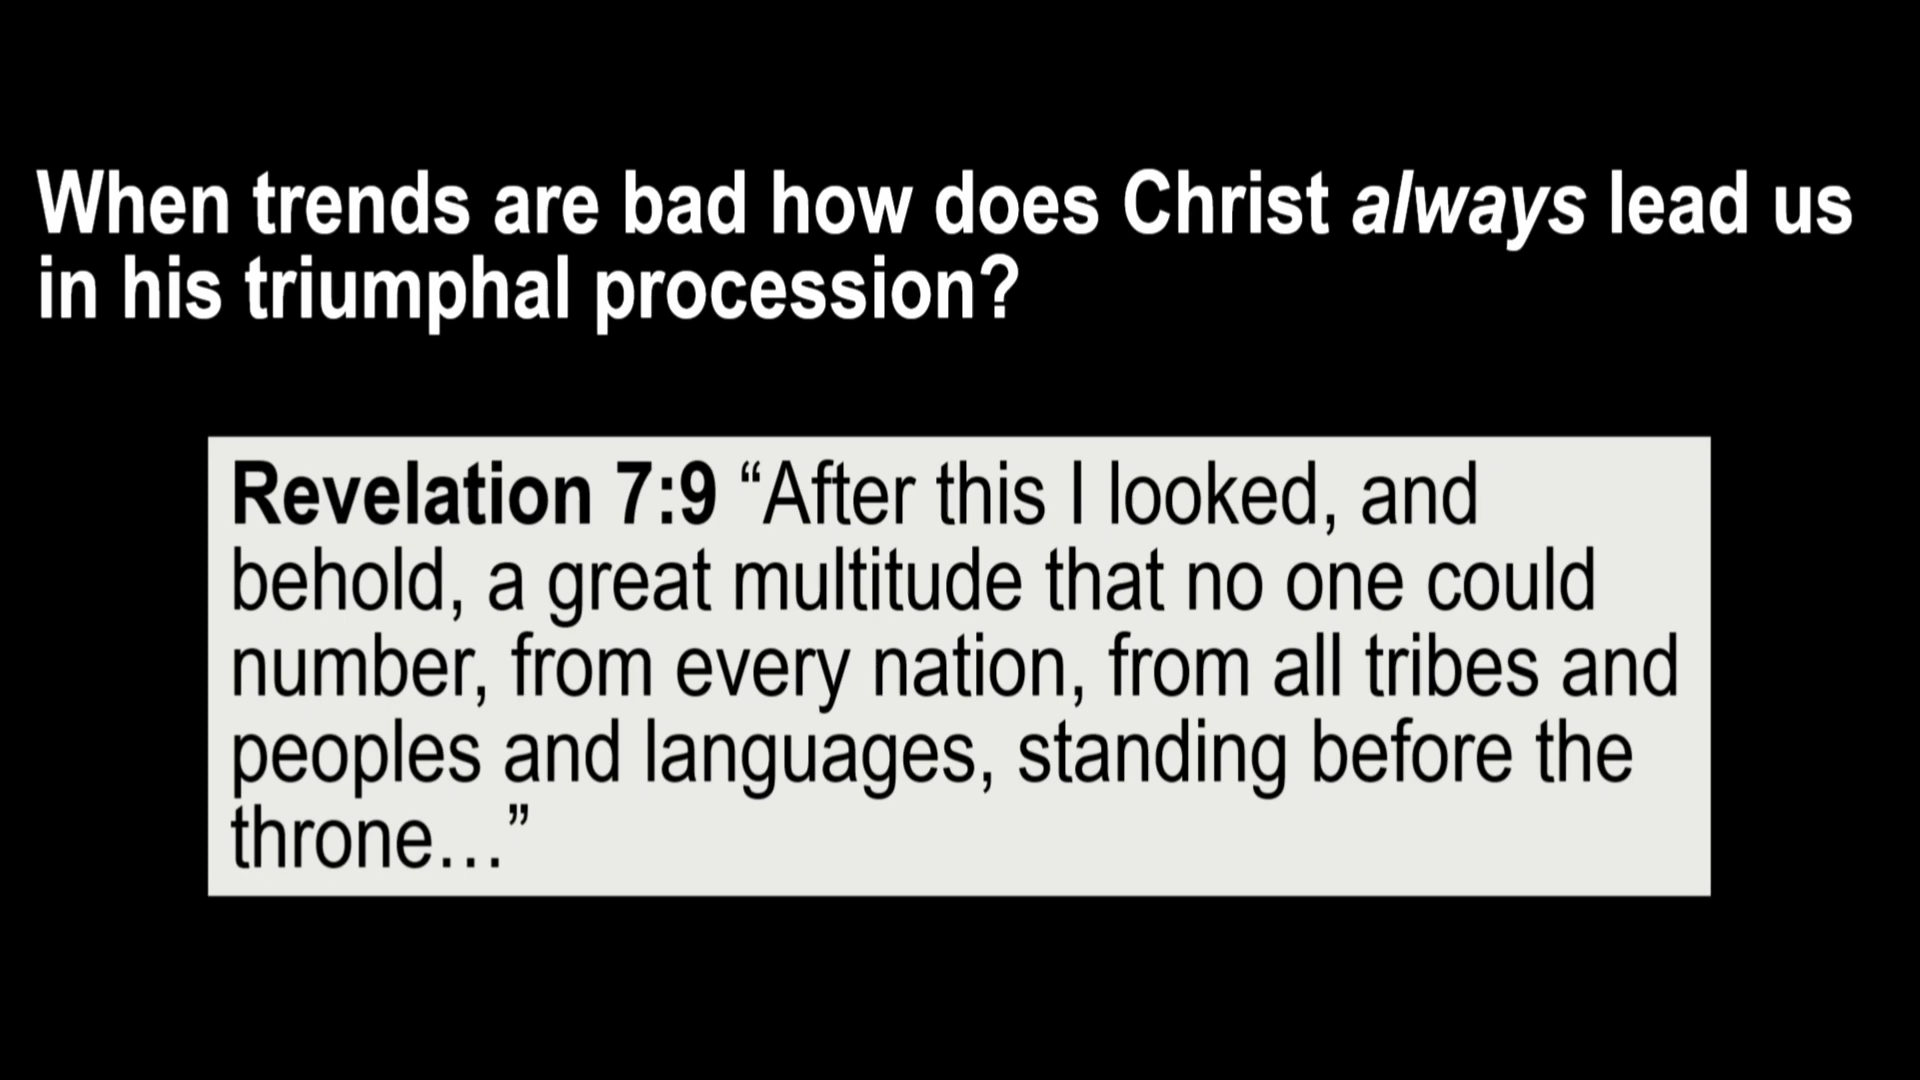 When trends are bad how does Christ always lead us
in his triumphal procession?
Revelation 7:9 “After this I looked, and
behold, a great multitude that no one could
number, from every nation, from all tribes and
peoples and languages, standing before the
throne…”